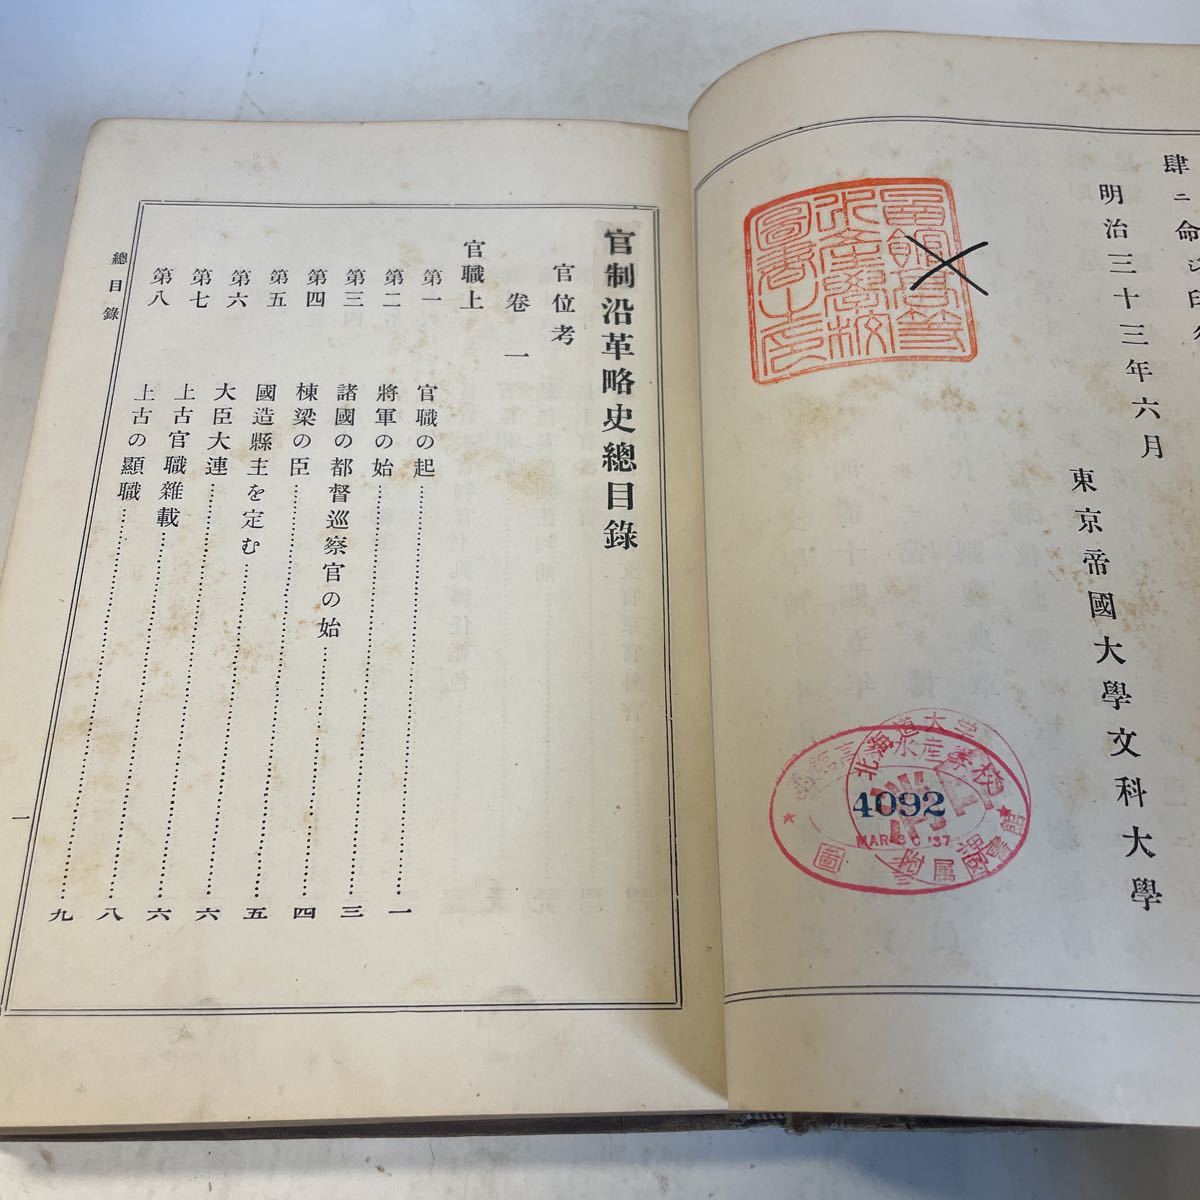 明治三十三年六月
東京帝國大學文科大學
4092
MAR 30 '37
官制沿革略史總目錄
官位考
卷一
官職上
第一 官職の起 一
第二 將軍の始 三
第三 諸國の都督巡察官の始 四
第四 棟梁の臣 五
第五 國造縣主を定む 六
第六 大臣大連 六
第七 上古官職雜載 八
第八 上古の顯職 九
總目錄
一